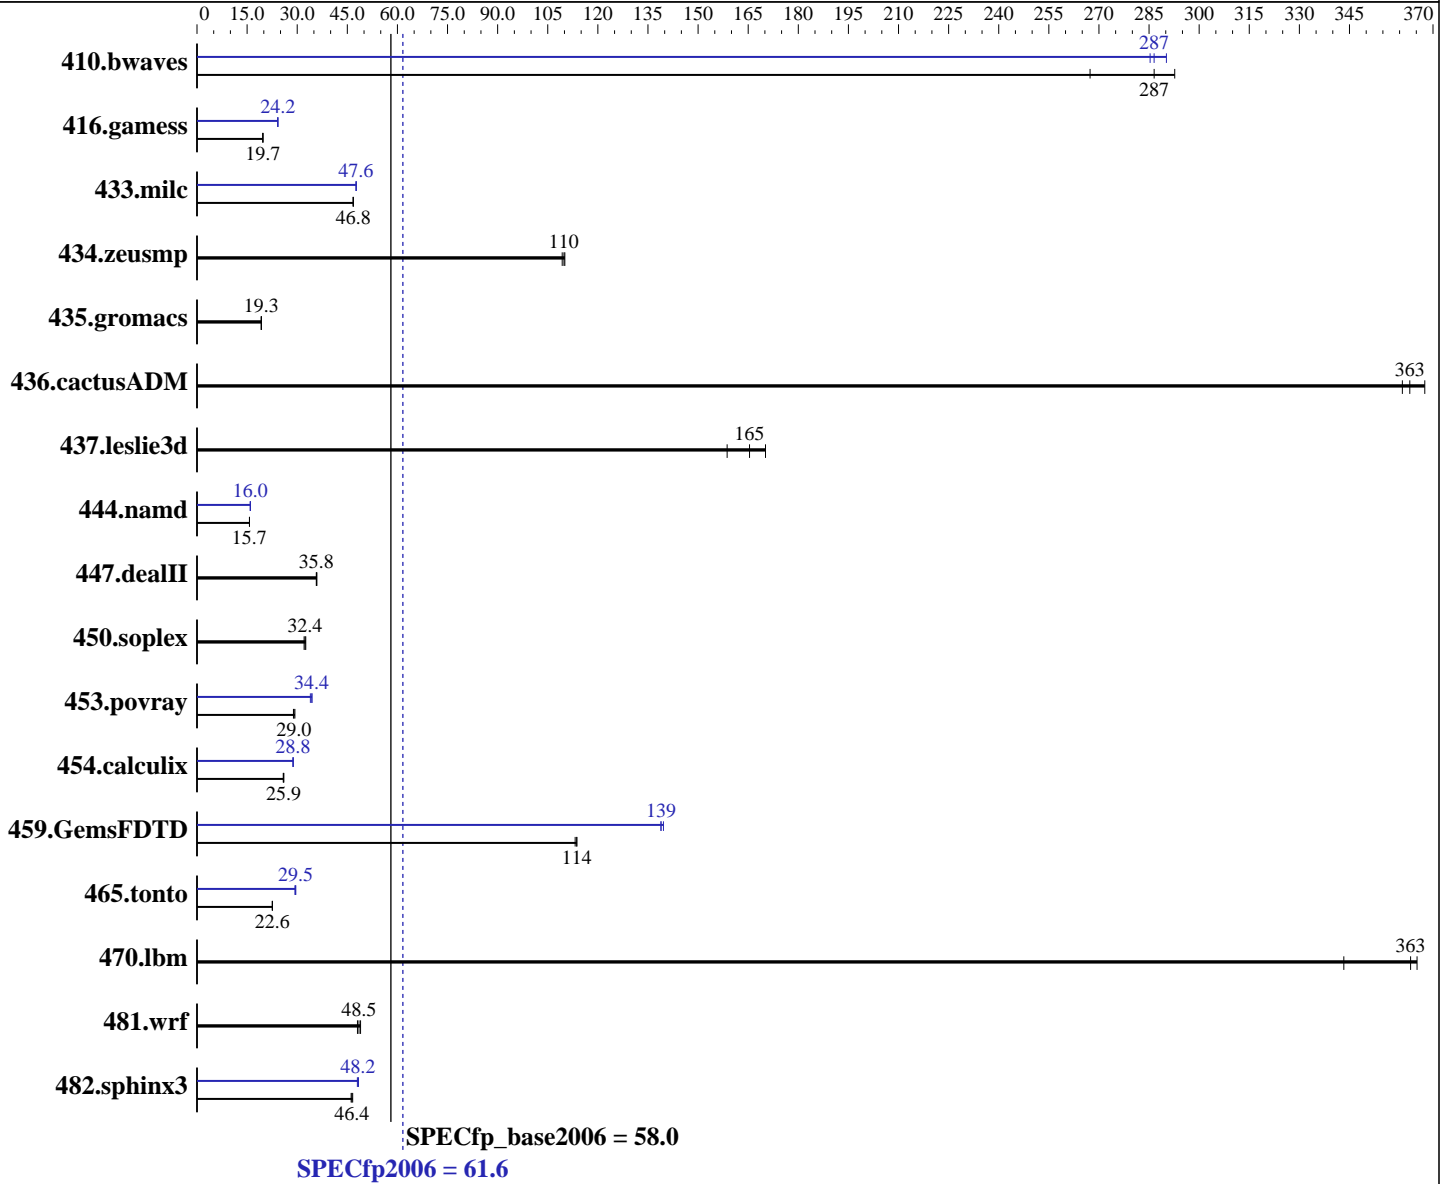 0 15.0 30.0 45.0 60.0 75.0 90.0 105 120 135 150 165 180 195 210 225 240 255 270 285 300 315 330 345 370
410.bwaves 287
287
416.gamess 24.2
19.7
433.milc 47.6
46.8
434.zeusmp 110
435.gromacs 19.3
436.cactusADM 363
437.leslie3d 165
444.namd 16.0
15.7
447.dealII 35.8
450.soplex 32.4
453.povray 34.4
29.0
454.calculix 28.8
25.9
459.GemsFDTD 139
114
465.tonto 29.5
22.6
470.lbm 363
481.wrf 48.5
482.sphinx3 48.2
46.4
SPECfp_base2006 = 58.0
SPECfp2006 = 61.6